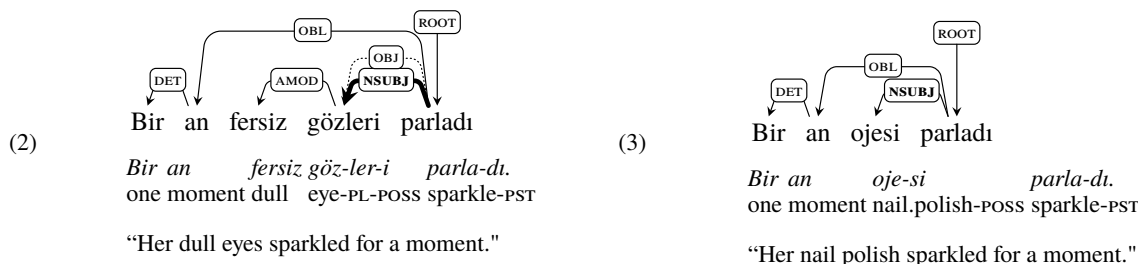 OBL
ROOT
OBJ
DET
AMOD
NSUBJ
Bir an fersiz gözleri parladı
(2)
Bir an fersiz göz-ler-i parla-dı.
one moment dull eye-PL-POSS sparkle-PST
“Her dull eyes sparkled for a moment."
ROOT
OBL
DET
NSUBJ
Bir an ojesi parladı
(3)
Bir an oje-si parla-dı.
one moment nail.polish-POSS sparkle-PST
“Her nail polish sparkled for a moment."